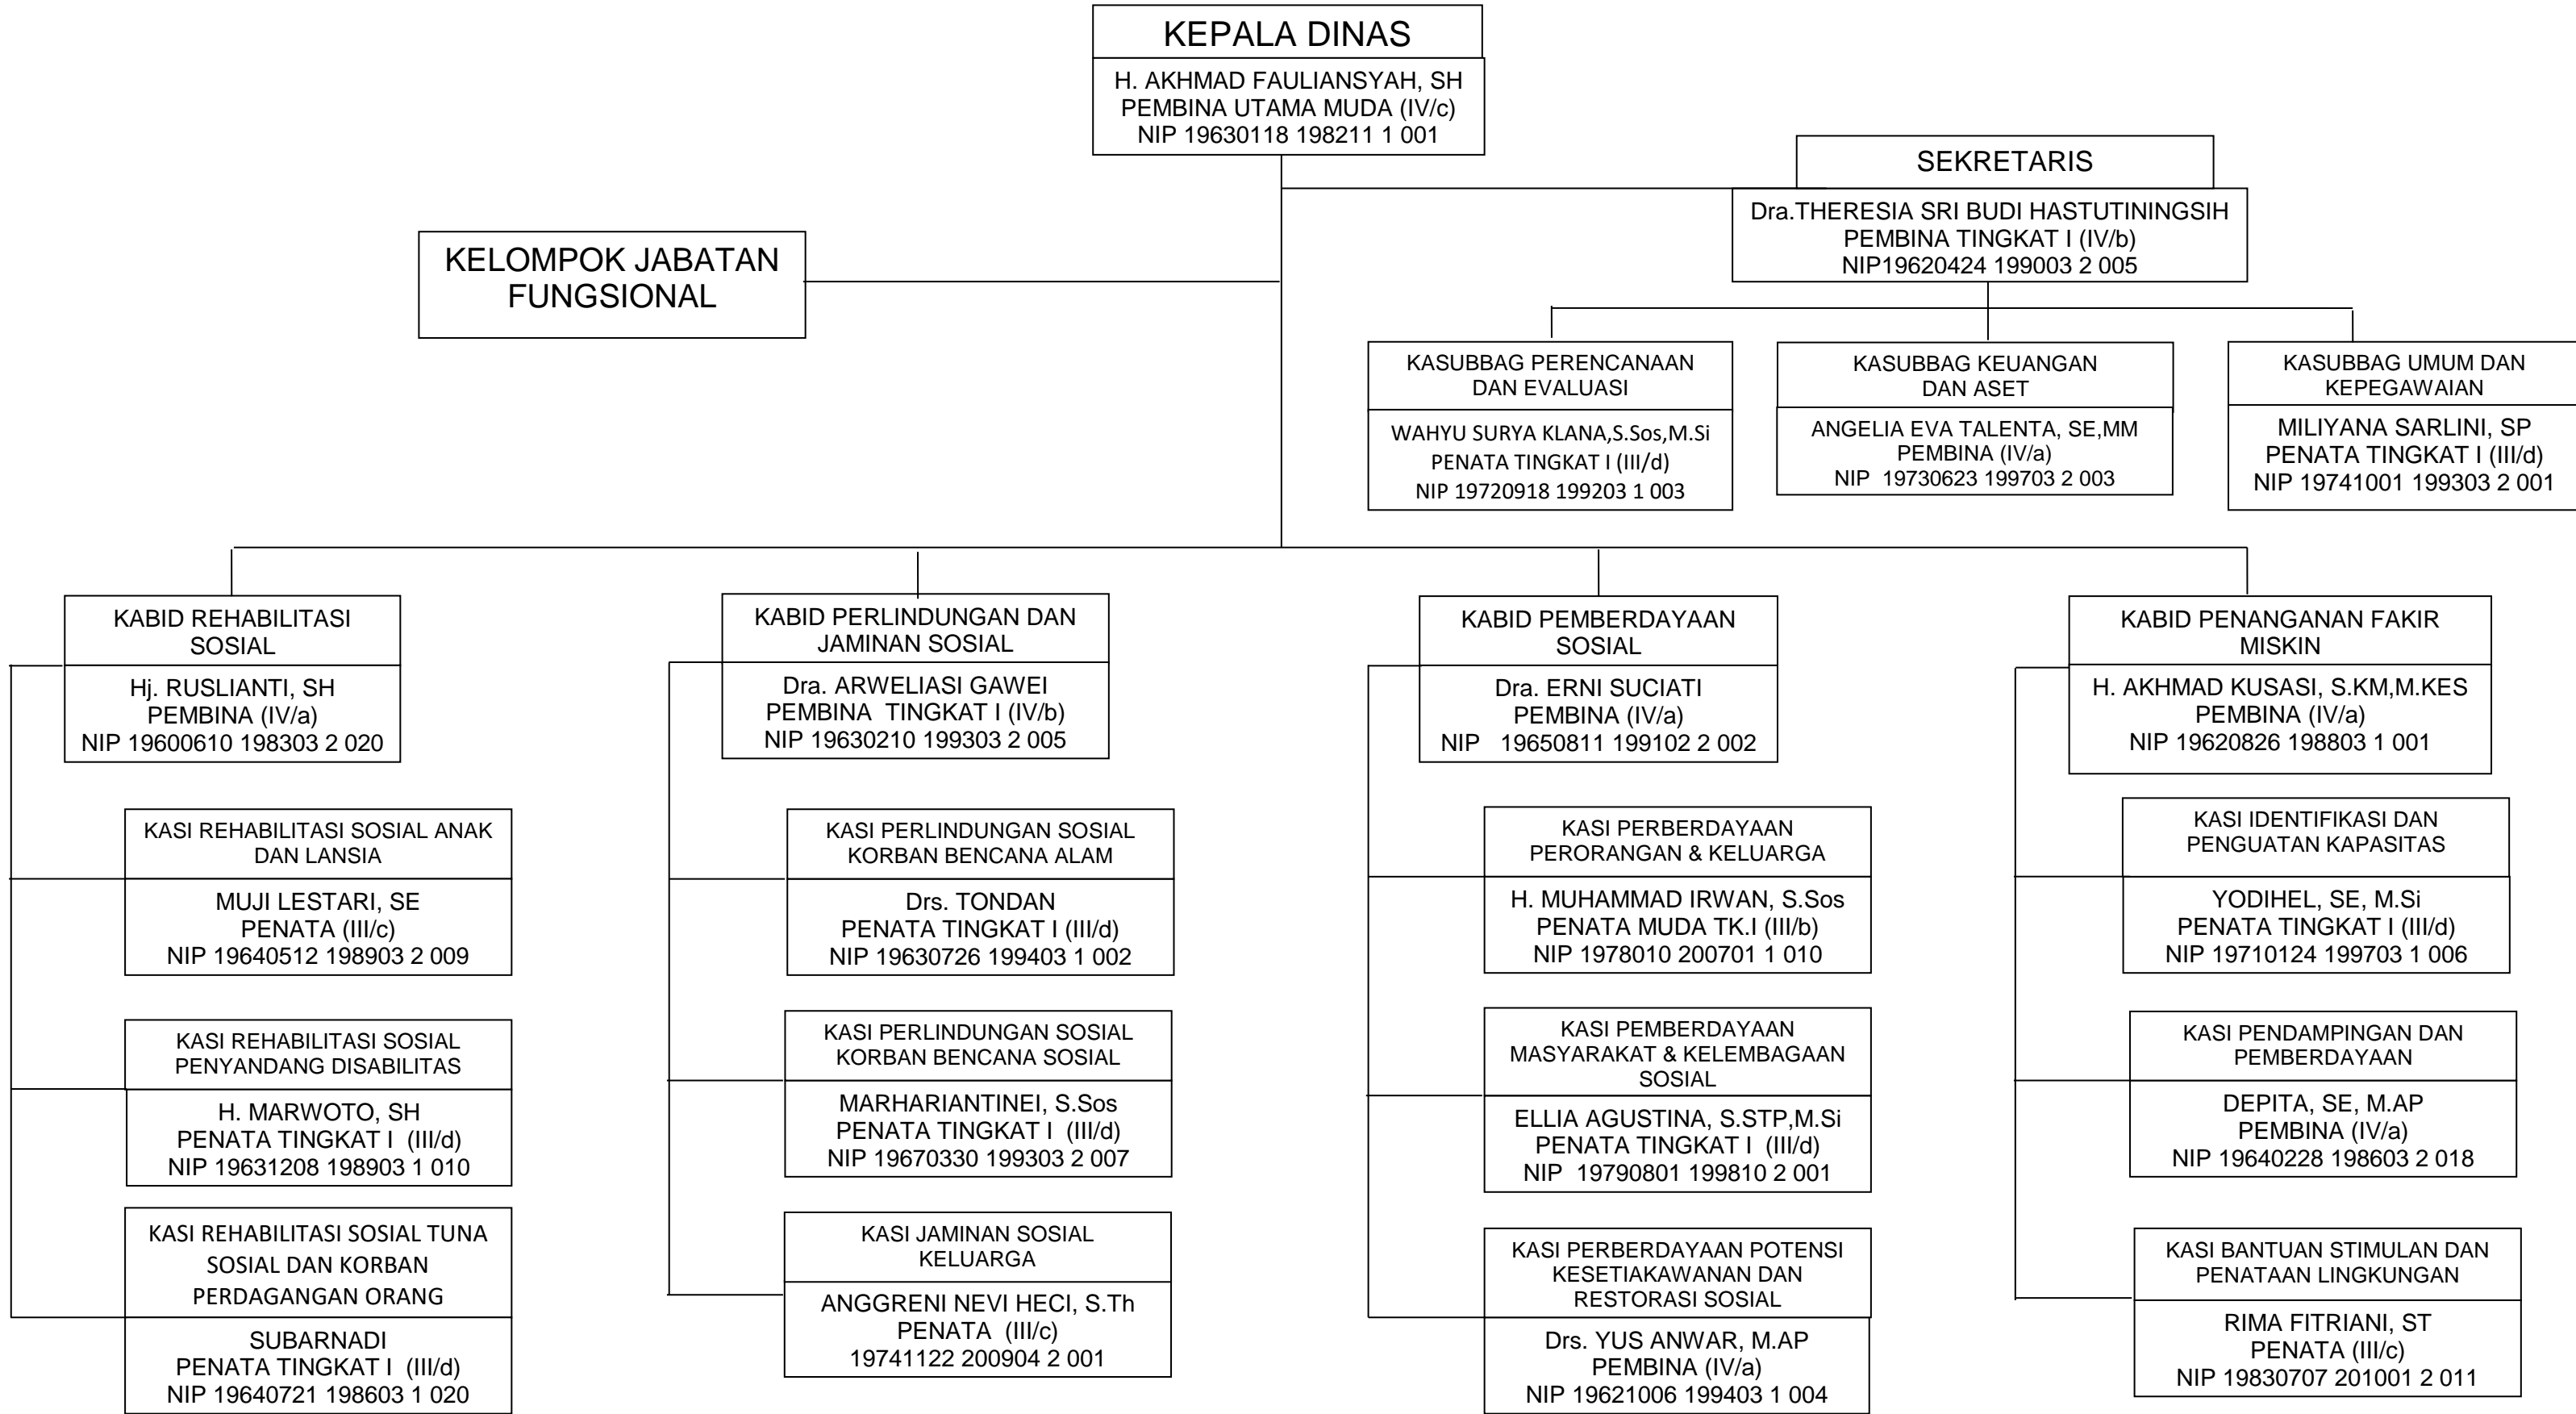 KEPALA DINAS
H. AKHMAD FAULIANSYAH, SH
PEMBINA UTAMA MUDA (IV/c)
NIP 19630118 198211 1 001
SEKRETARIS
Dra.THERESIA SRI BUDI HASTUTININGSIH
PEMBINA TINGKAT I (IV/b)
NIP19620424 199003 2 005
KELOMPOK JABATAN
FUNGSIONAL
KASUBBAG PERENCANAAN
DAN EVALUASI
WAHYU SURYA KLANA,S.Sos,M.Si
PENATA TINGKAT I (III/d)
NIP 19720918 199203 1 003
KASUBBAG KEUANGAN
DAN ASET
ANGELIA EVA TALENTA, SE,MM
PEMBINA (IV/a)
NIP 19730623 199703 2 003
KASUBBAG UMUM DAN
KEPEGAWAIAN
MILIYANA SARLINI, SP
PENATA TINGKAT I (III/d)
NIP 19741001 199303 2 001
KABID REHABILITASI
SOSIAL
Hj. RUSLIANTI, SH
PEMBINA (IV/a)
NIP 19600610 198303 2 020
KASI REHABILITASI SOSIAL ANAK
DAN LANSIA
MUJI LESTARI, SE
PENATA (III/c)
NIP 19640512 198903 2 009
KASI REHABILITASI SOSIAL
PENYANDANG DISABILITAS
H. MARWOTO, SH
PENATA TINGKAT I (III/d)
NIP 19631208 198903 1 010
KASI REHABILITASI SOSIAL TUNA
SOSIAL DAN KORBAN
PERDAGANGAN ORANG
SUBARNADI
PENATA TINGKAT I (III/d)
NIP 19640721 198603 1 020
KABID PERLINDUNGAN DAN
JAMINAN SOSIAL
Dra. ARWELIASI GAWEI
PEMBINA TINGKAT I (IV/b)
NIP 19630210 199303 2 005
KASI PERLINDUNGAN SOSIAL
KORBAN BENCANA ALAM
Drs. TONDAN
PENATA TINGKAT I (III/d)
NIP 19630726 199403 1 002
KASI PERLINDUNGAN SOSIAL
KORBAN BENCANA SOSIAL
MARHARIANTINEI, S.Sos
PENATA TINGKAT I (III/d)
NIP 19670330 199303 2 007
KASI JAMINAN SOSIAL
KELUARGA
ANGGRENI NEVI HECI, S.Th
PENATA (III/c)
19741122 200904 2 001
KABID PEMBERDAYAAN
SOSIAL
Dra. ERNI SUCIATI
PEMBINA (IV/a)
NIP 19650811 199102 2 002
KASI PERBERDAYAAN
PERORANGAN & KELUARGA
H. MUHAMMAD IRWAN, S.Sos
PENATA MUDA TK.I (III/b)
NIP 1978010 200701 1 010
KASI PEMBERDAYAAN
MASYARAKAT & KELEMBAGAAN
SOSIAL
ELLIA AGUSTINA, S.STP,M.Si
PENATA TINGKAT I (III/d)
NIP 19790801 199810 2 001
KASI PERBERDAYAAN POTENSI
KESETIAKAWANAN DAN
RESTORASI SOSIAL
Drs. YUS ANWAR, M.AP
PEMBINA (IV/a)
NIP 19621006 199403 1 004
KABID PENANGANAN FAKIR
MISKIN
H. AKHMAD KUSASI, S.KM,M.KES
PEMBINA (IV/a)
NIP 19620826 198803 1 001
KASI IDENTIFIKASI DAN
PENGUATAN KAPASITAS
YODIHEL, SE, M.Si
PENATA TINGKAT I (III/d)
NIP 19710124 199703 1 006
KASI PENDAMPINGAN DAN
PEMBERDAYAAN
DEPITA, SE, M.AP
PEMBINA (IV/a)
NIP 19640228 198603 2 018
KASI BANTUAN STIMULAN DAN
PENATAAN LINGKUNGAN
RIMA FITRIANI, ST
PENATA (III/c)
NIP 19830707 201001 2 011